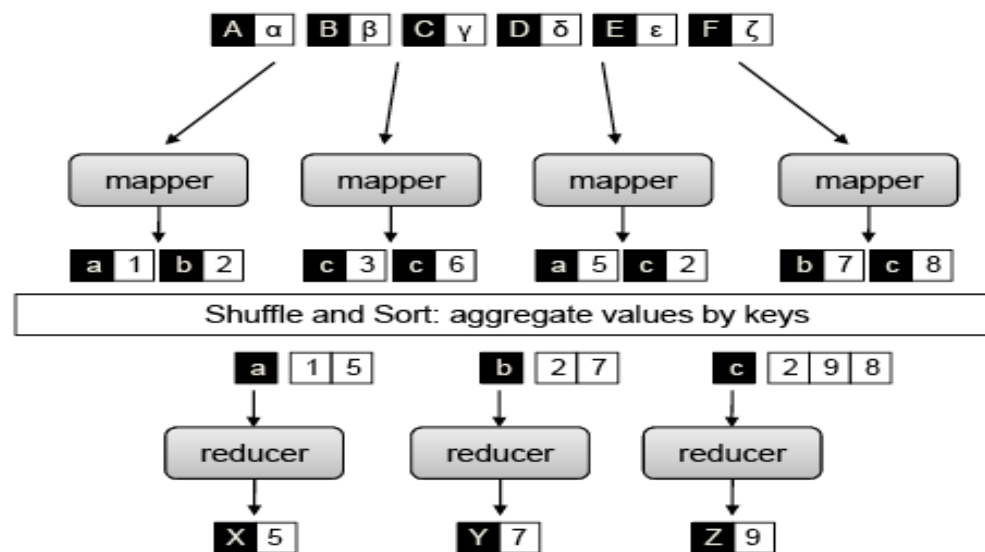 A α B β C γ D δ E ε F ζ
mapper mapper mapper mapper
a 1 b 2 c 3 c 6 a 5 c 2 b 7 c 8
Shuffle and Sort: aggregate values by keys
a 1 5 b 2 7 c 2 9 8
reducer reducer reducer
X 5 Y 7 Z 9